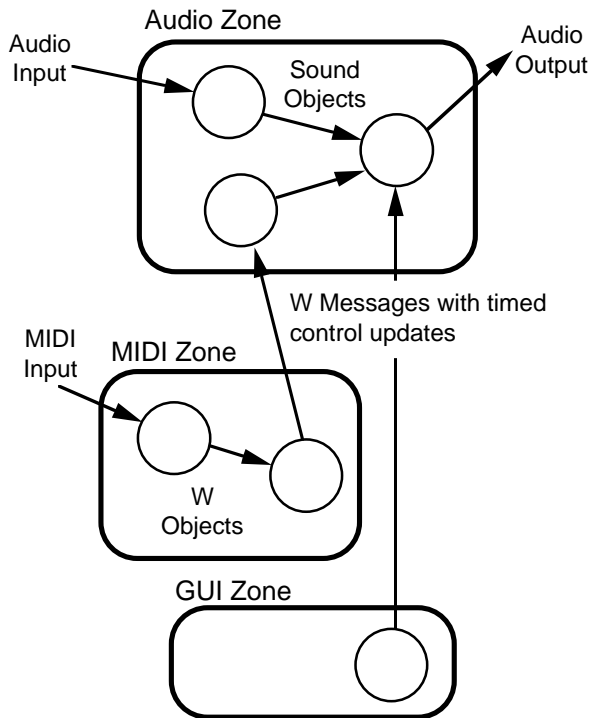 Audio Zone
Audio
Input
Sound
Objects
Audio
Output
W Messages with timed
control updates
MIDI
Input
MIDI Zone
W
Objects
GUI Zone